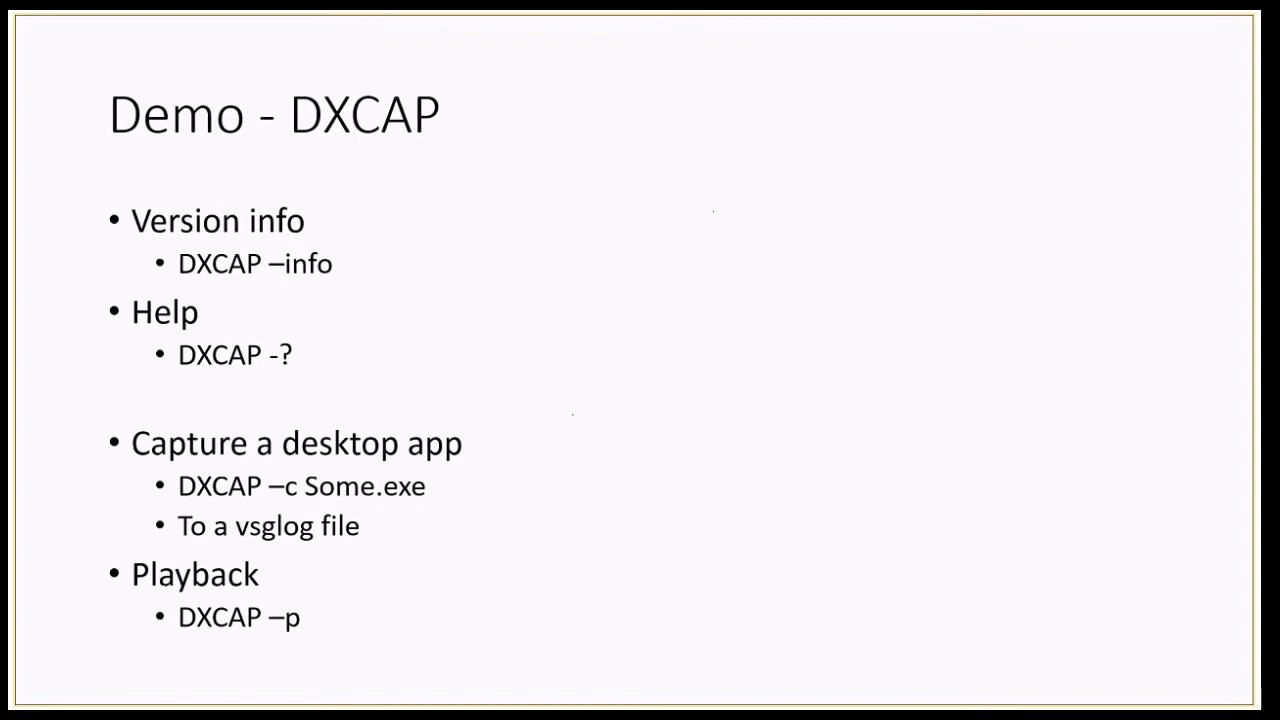 Demo - DXCAP
• Version info
• DXCAP –info
• Help
• DXCAP -?
• Capture a desktop app
• DXCAP –c Some.exe
• To a vsglog file
• Playback
• DXCAP –p